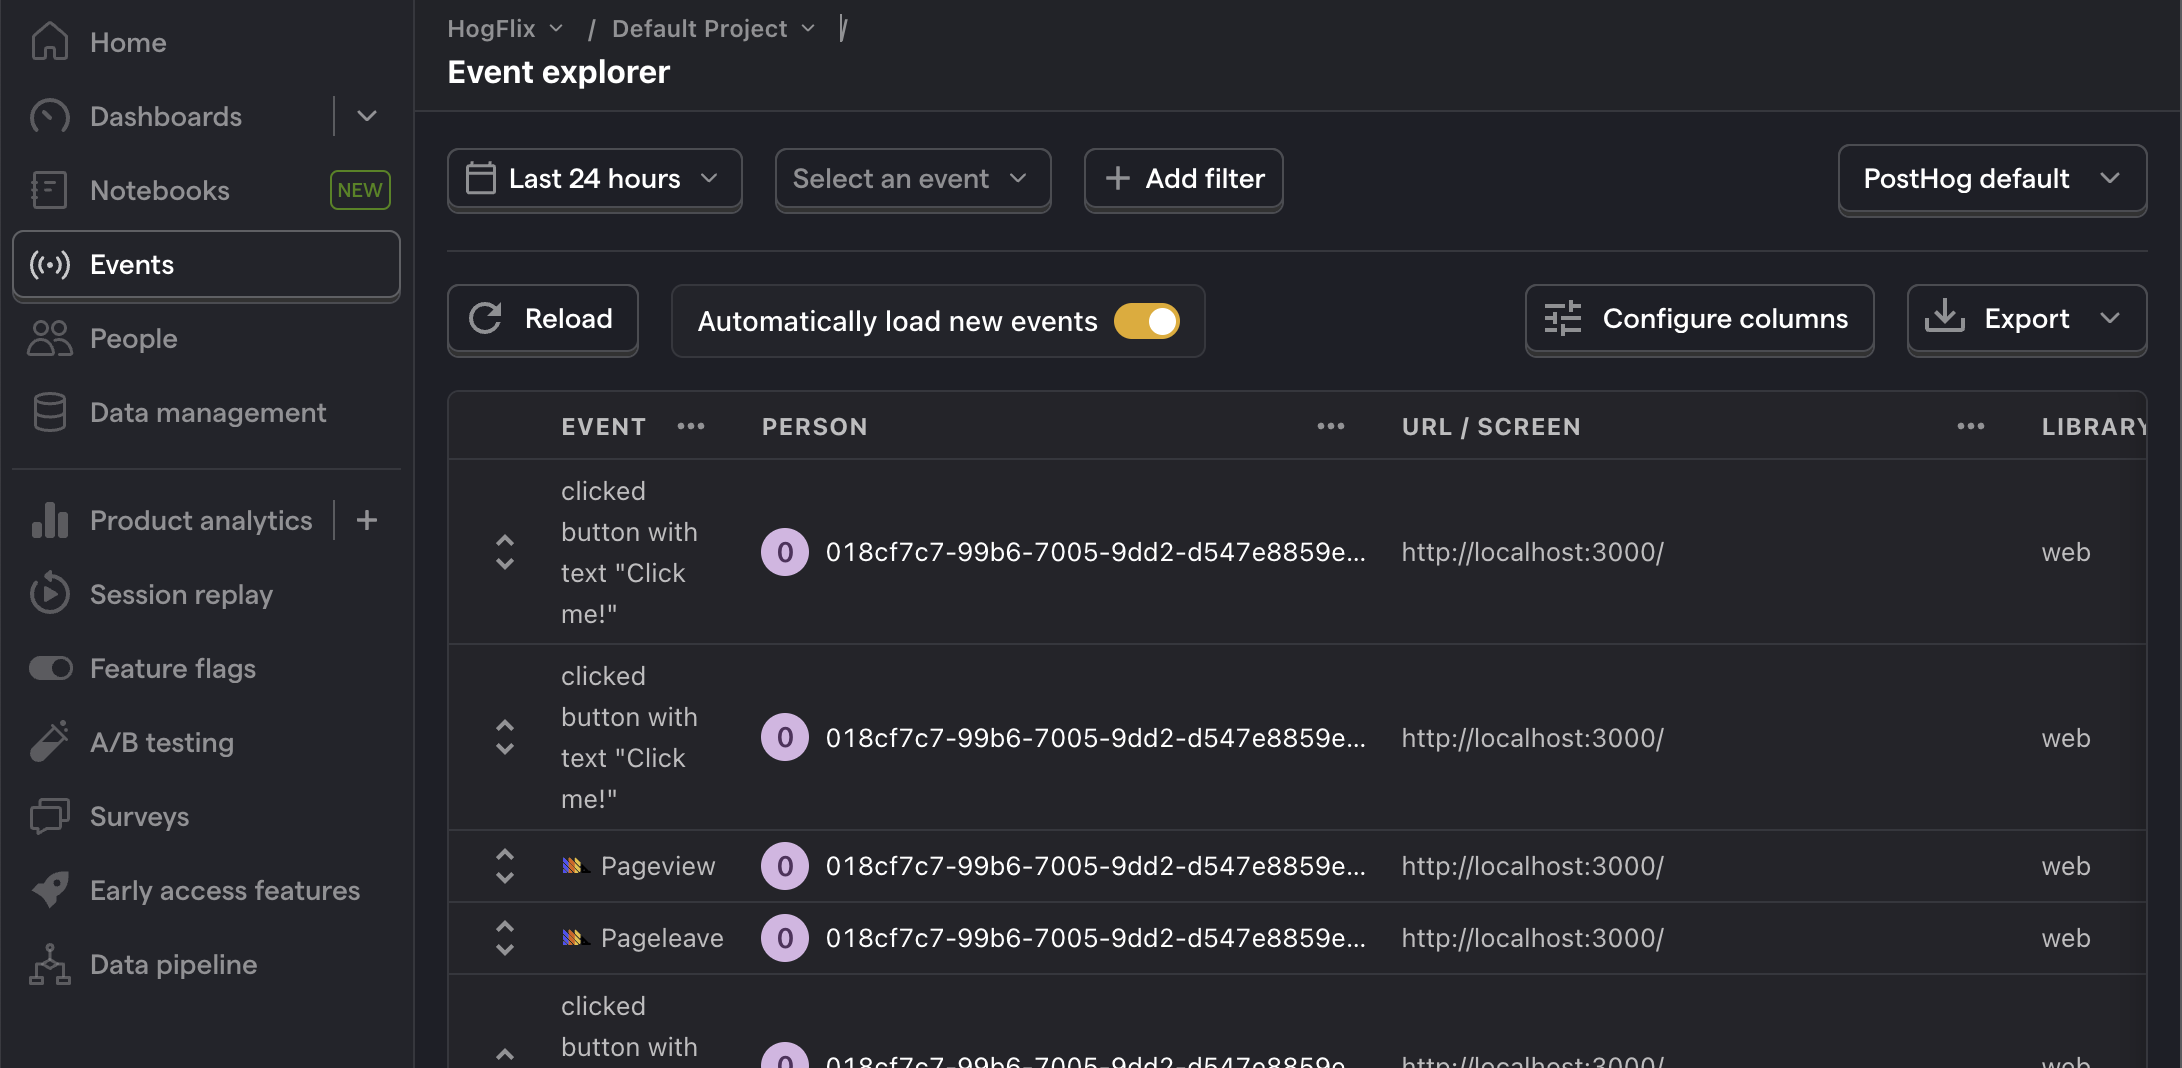 Home
Dashboards
Notebooks NEW
Events
People
Data management
Product analytics
Session replay
Feature flags
A/B testing
Surveys
Early access features
Data pipeline
HogFlix / Default Project /
Event explorer
Last 24 hours Select an event + Add filter PostHog default
Reload Automatically load new events Configure columns Export
EVENT ••• PERSON ••• URL / SCREEN ••• LIBRARY
clicked
button with
text "Click
me!"
0 018cf7c7-99b6-7005-9dd2-d547e8859e... http://localhost:3000/ web
clicked
button with
text "Click
me!"
0 018cf7c7-99b6-7005-9dd2-d547e8859e... http://localhost:3000/ web
Pageview 0 018cf7c7-99b6-7005-9dd2-d547e8859e... http://localhost:3000/ web
Pageleave 0 018cf7c7-99b6-7005-9dd2-d547e8859e... http://localhost:3000/ web
clicked
button with
0 018cf7c7-99b6-7005-9dd2-d547e8859e... http://localhost:3000/ web